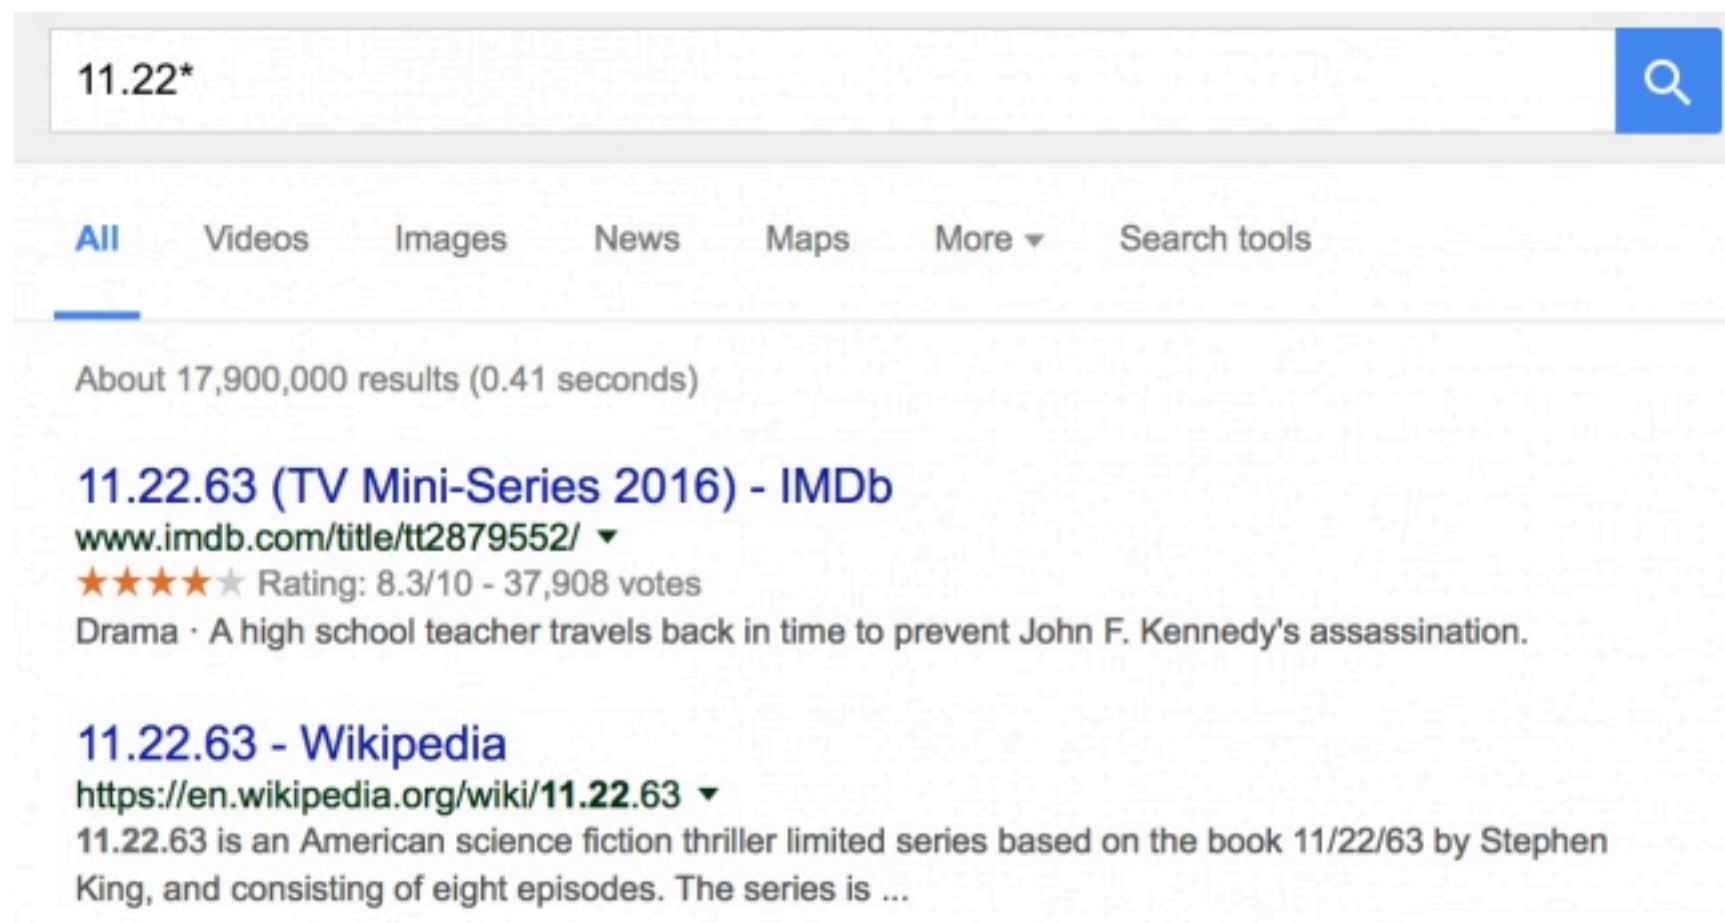 11.22*
All Videos Images News Maps More Search tools
About 17,900,000 results (0.41 seconds)
11.22.63 (TV Mini-Series 2016) - IMDb
www.imdb.com/title/tt2879552/
Rating: 8.3/10 - 37,908 votes
Drama · A high school teacher travels back in time to prevent John F. Kennedy's assassination.
11.22.63 - Wikipedia
https://en.wikipedia.org/wiki/11.22.63
11.22.63 is an American science fiction thriller limited series based on the book 11/22/63 by Stephen
King, and consisting of eight episodes. The series is ...